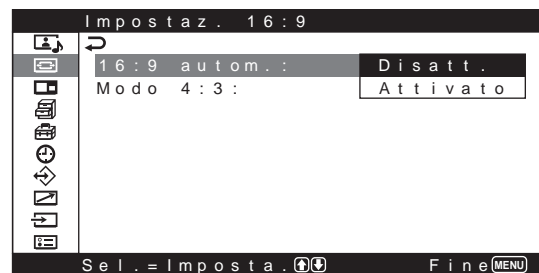 Impostaz. 16:9
16:9 autom.: Disatt.
Modo 4:3: Attivato
Sel.=Imposta. Fine MENU